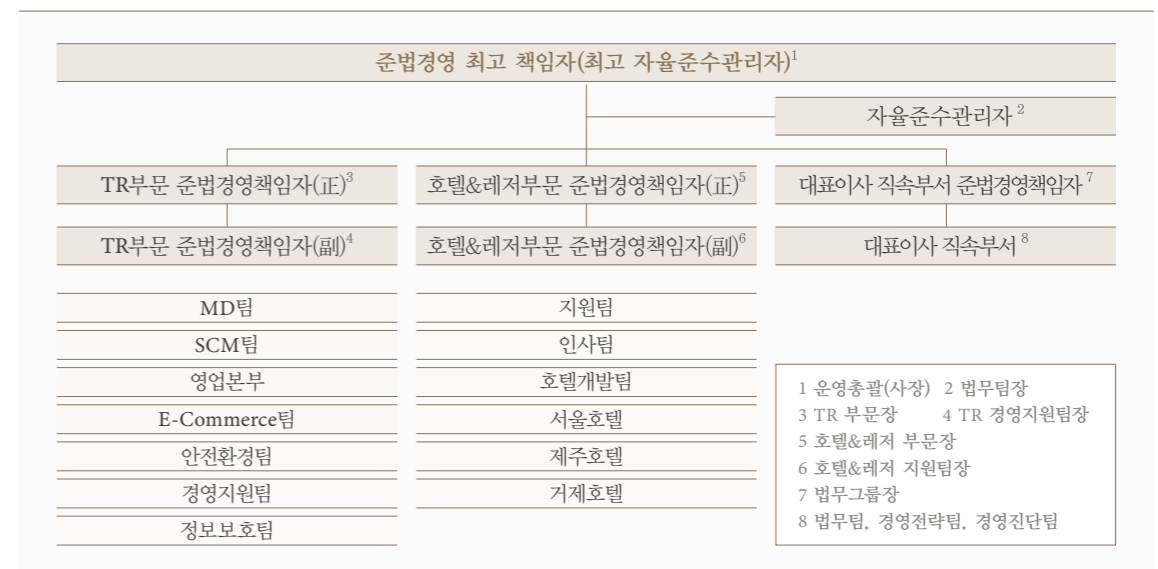 준법경영 최고 책임자(최고 자율준수관리자)1
자율준수관리자 2
TR부문 준법경영책임자(正)3
호텔&레저부문 준법경영책임자(正)5
대표이사 직속부서 준법경영책임자 7
TR부문 준법경영책임자(副)4
호텔&레저부문 준법경영책임자(副)6
대표이사 직속부서 8
MD팀
SCM팀
영업본부
E-Commerce팀
안전환경팀
경영지원팀
정보보호팀
지원팀
인사팀
호텔개발팀
서울호텔
제주호텔
거제호텔
1 운영총괄(사장) 2 법무팀장
3 TR 부문장 4 TR 경영지원팀장
5 호텔&레저 부문장
6 호텔&레저 지원팀장
7 법무그룹장
8 법무팀, 경영전략팀, 경영진단팀